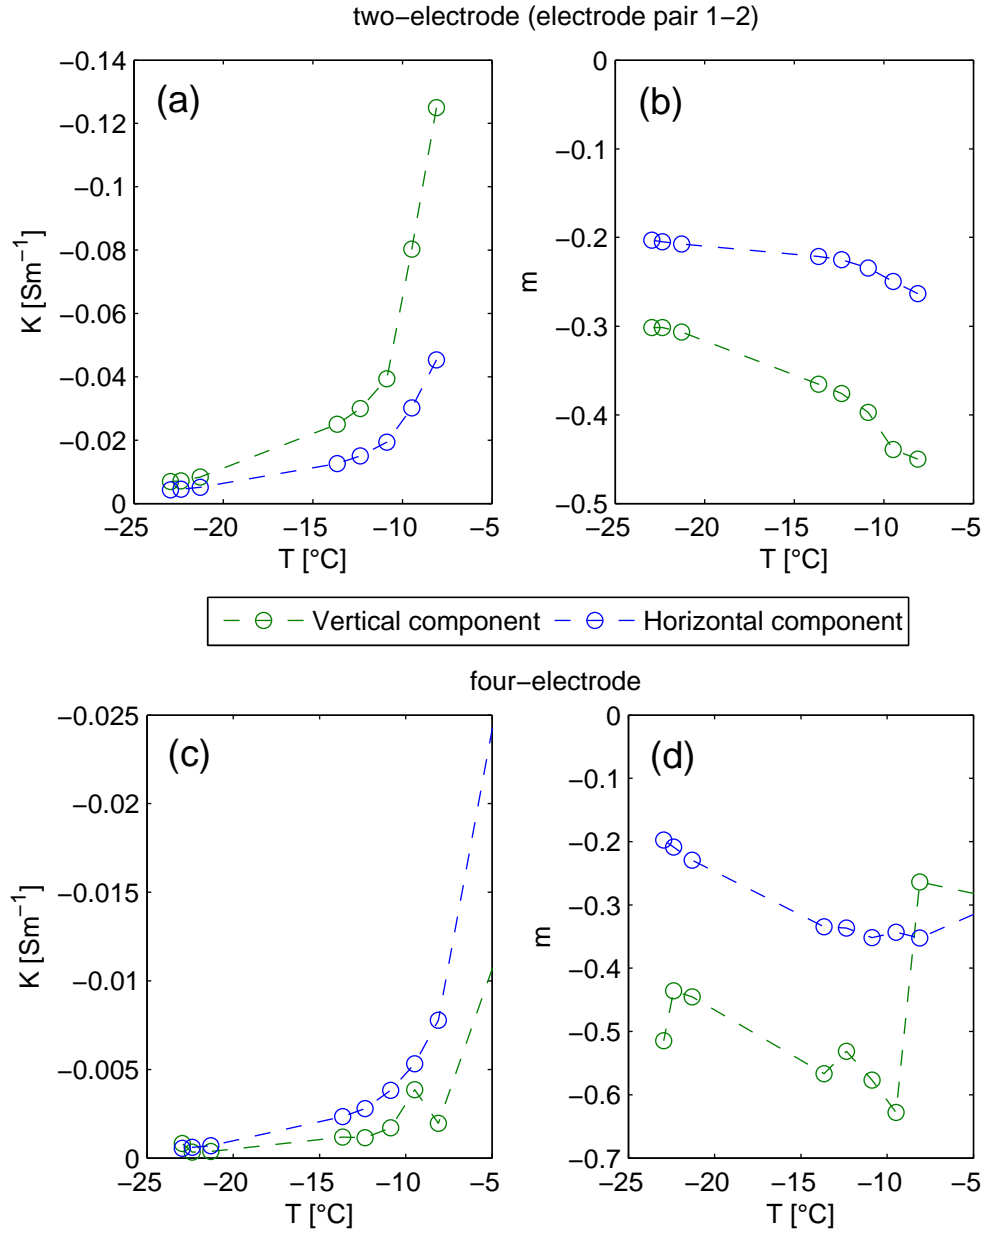 two−electrode (electrode pair 1−2)
(a)
K [Sm⁻¹]
−0.14
−0.12
−0.1
−0.08
−0.06
−0.04
−0.02
0
−25 −20 −15 −10 −5
T [°C]
(b)
m
0
−0.1
−0.2
−0.3
−0.4
−0.5
−25 −20 −15 −10 −5
T [°C]
Vertical component Horizontal component
four−electrode
(c)
K [Sm⁻¹]
−0.025
−0.02
−0.015
−0.01
−0.005
0
−25 −20 −15 −10 −5
T [°C]
(d)
m
0
−0.1
−0.2
−0.3
−0.4
−0.5
−0.6
−0.7
−25 −20 −15 −10 −5
T [°C]